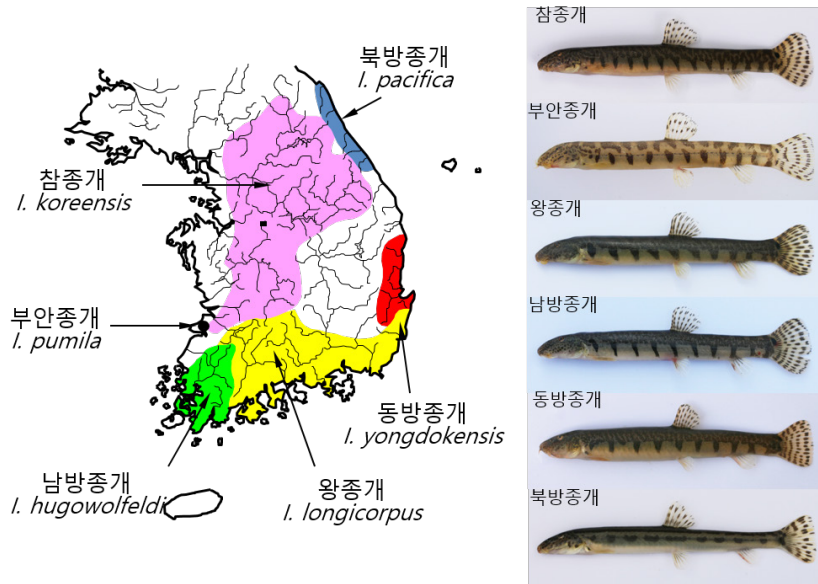 북방종개
I. pacifica
참종개
I. koreensis
부안종개
I. pumila
동방종개
I. yongdokensis
남방종개
I. hugowolfeldi
왕종개
I. longicorpus
참종개
부안종개
왕종개
남방종개
동방종개
북방종개